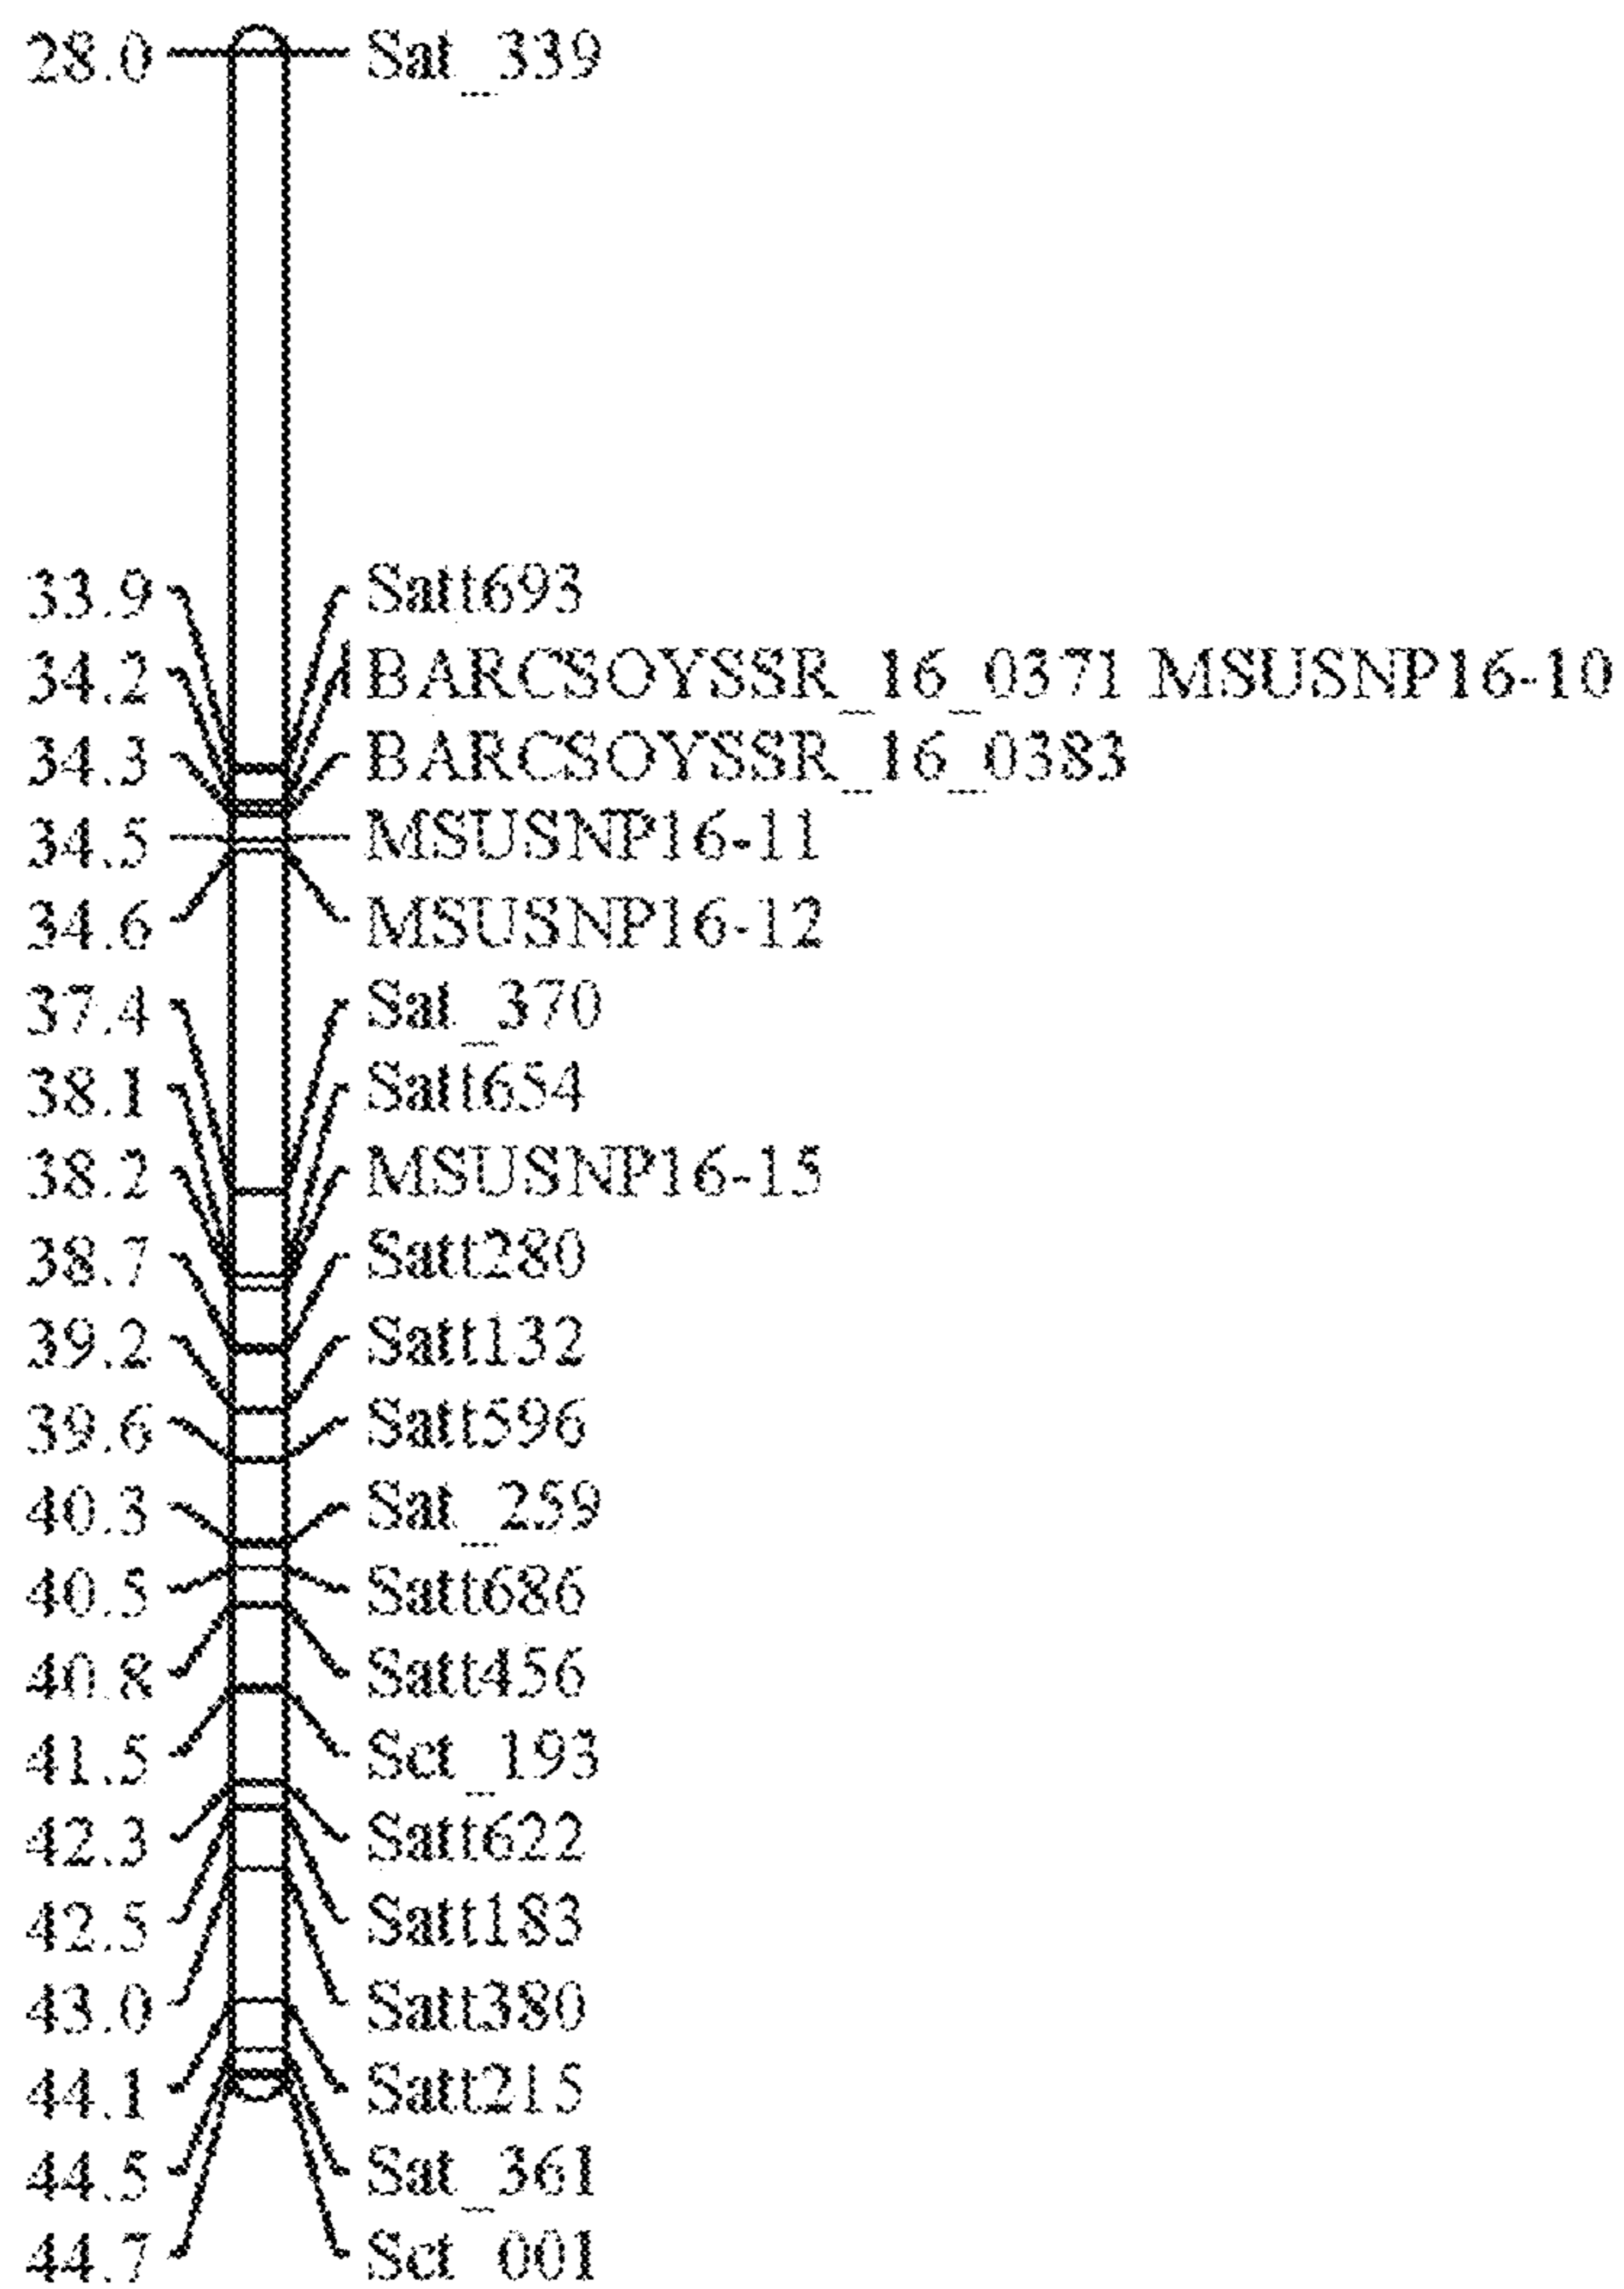 28.0 Sat_339
33.9 Satt693
34.2 BARCSOYSSR_16_0371 MSUSNP16-10
34.3 BARCSOYSSR_16_0383
34.5 MSUSNP16-11
34.6 MSUSNP16-12
37.4 Sat_370
38.1 Satt654
38.2 MSUSNP16-15
38.7 Satt280
39.2 Satt132
39.6 Satt596
40.3 Sat_259
40.5 Satt686
40.8 Satt456
41.5 Sct_193
42.3 Satt622
42.5 Satt183
43.0 Satt380
44.1 Satt215
44.5 Sat_361
44.7 Sct_001